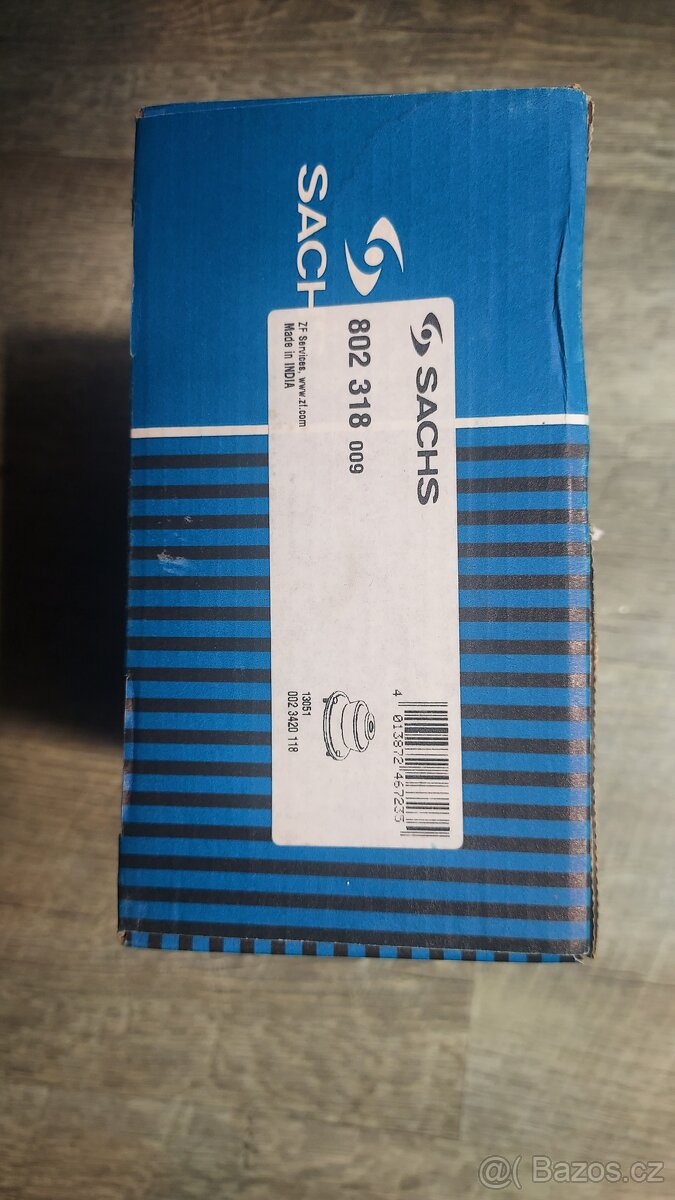 SACH
SACHS
802 318 009
ZF Services, www.zf.com
Made in INDIA
4 013872 467235
13051
002 3420 118
@( Bazos.cz